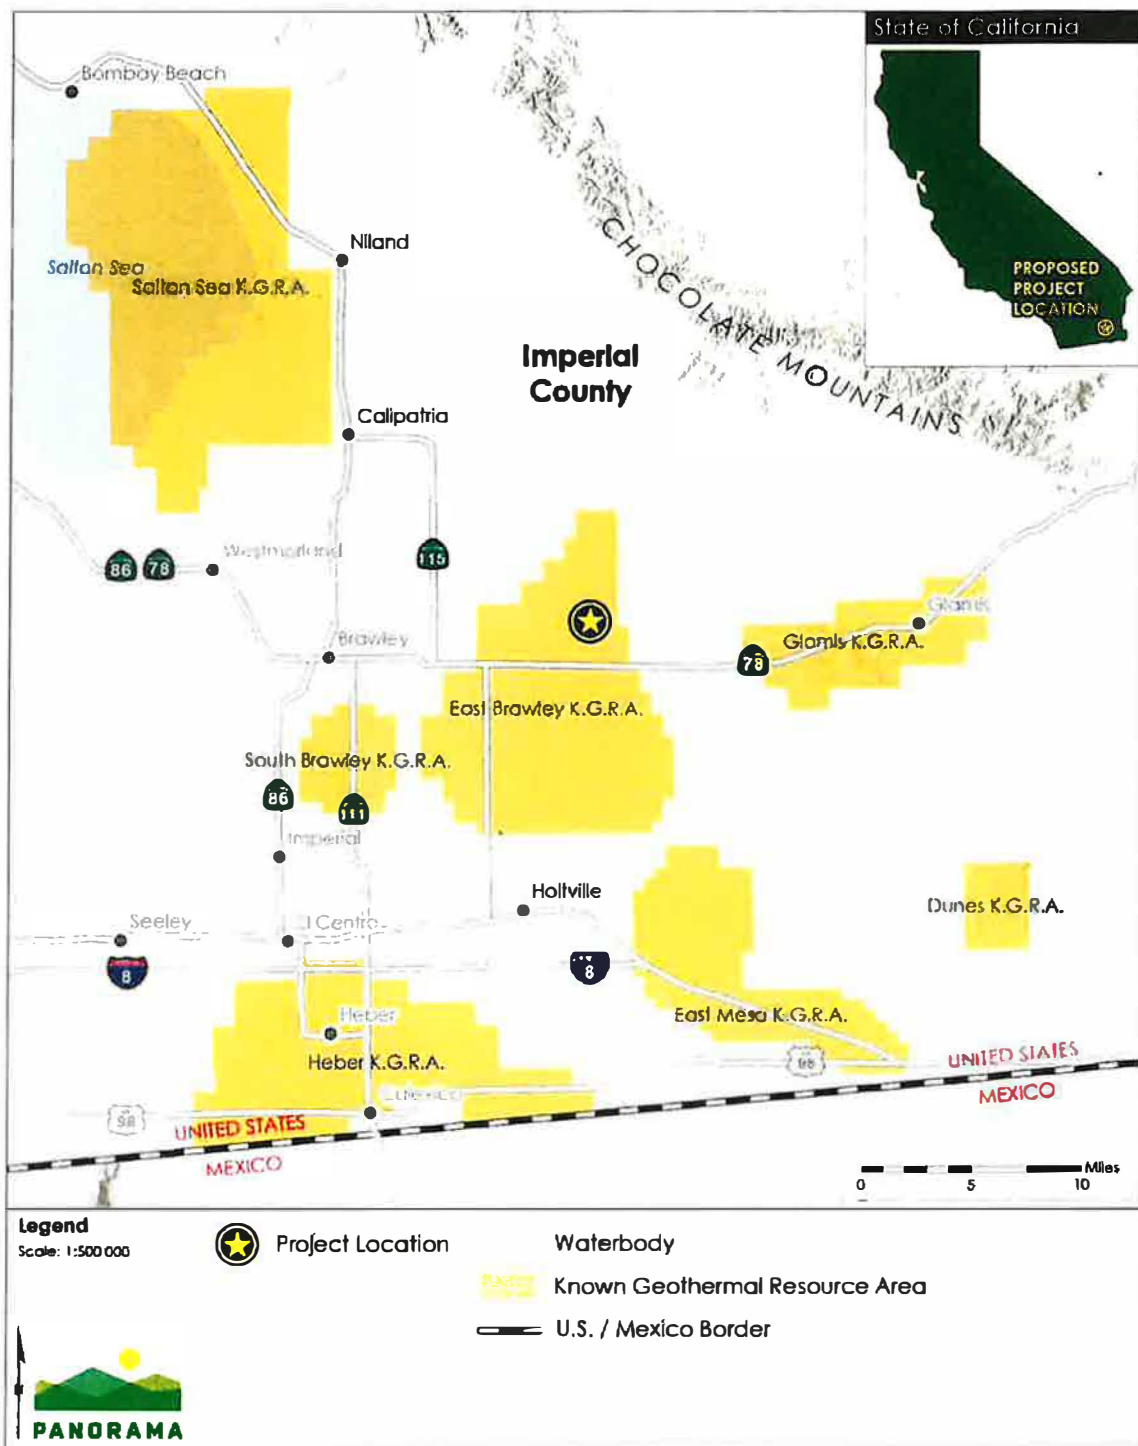 State of California
Bombay Beach
PROPOSED
PROJECT
LOCATION
CHOCOLATE MOUNTAINS
Niland
Salton Sea
Salton Sea K.G.R.A.
Imperial
County
Calipatria
Westmorland
86
78
115
Glamis
Brawley
78
Glamis K.G.R.A.
East Brawley K.G.R.A.
South Brawley K.G.R.A.
86
111
Imperial
Holtville
Dunes K.G.R.A.
Seeley
l Centro
8
8
East Mesa K.G.R.A.
Heber
Heber K.G.R.A.
98
UNITED STATES
MEXICO
98
UNITED STATES
MEXICO
Miles
0 5 10
Legend
Scale: 1:500 000
Project Location
Waterbody
Known Geothermal Resource Area
U.S. / Mexico Border
PANORAMA